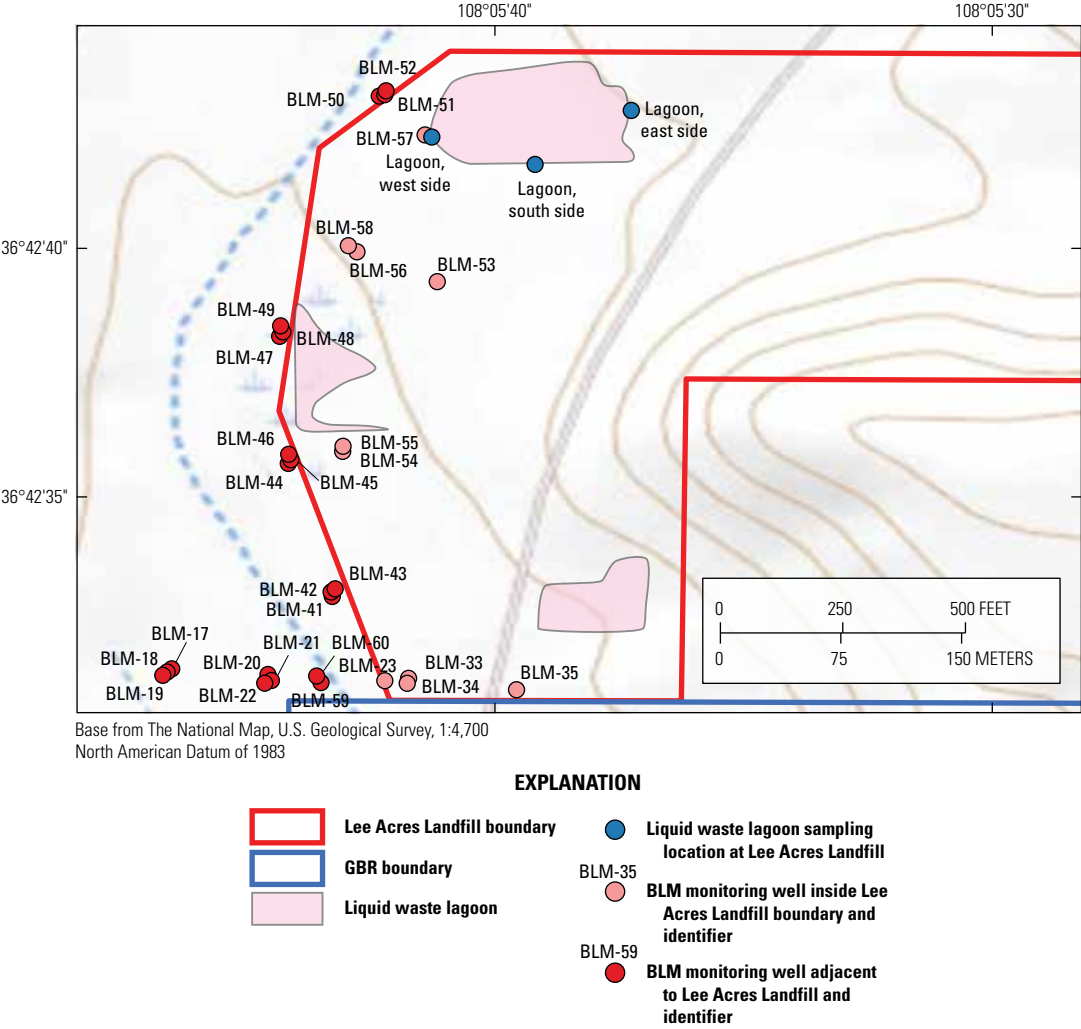 108°05'40"
108°05'30"
BLM-52
BLM-50
BLM-51
BLM-57
Lagoon,
west side
Lagoon,
east side
Lagoon,
south side
BLM-58
36°42'40"
BLM-56
BLM-53
BLM-49
BLM-48
BLM-47
BLM-46
BLM-55
BLM-54
BLM-44
BLM-45
36°42'35"
BLM-43
BLM-42
BLM-41
BLM-17
BLM-18
BLM-19
BLM-21
BLM-20
BLM-22
BLM-60
BLM-23
BLM-59
BLM-33
BLM-34
BLM-35
0 250 500 FEET
0 75 150 METERS
Base from The National Map, U.S. Geological Survey, 1:4,700
North American Datum of 1983
EXPLANATION
Lee Acres Landfill boundary
GBR boundary
Liquid waste lagoon
Liquid waste lagoon sampling
location at Lee Acres Landfill
BLM-35
BLM monitoring well inside Lee
Acres Landfill boundary and
identifier
BLM-59
BLM monitoring well adjacent
to Lee Acres Landfill and
identifier